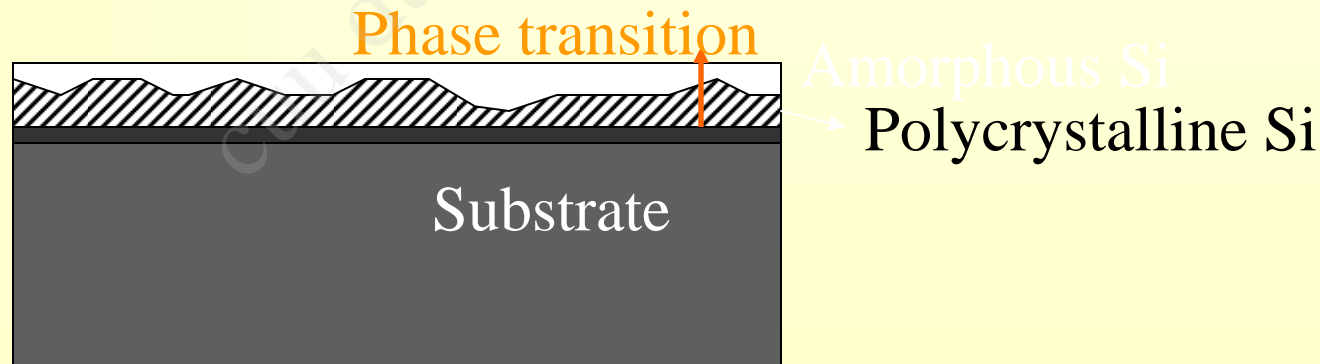 Phase transition
Amorphous Si
Polycrystalline Si
Substrate